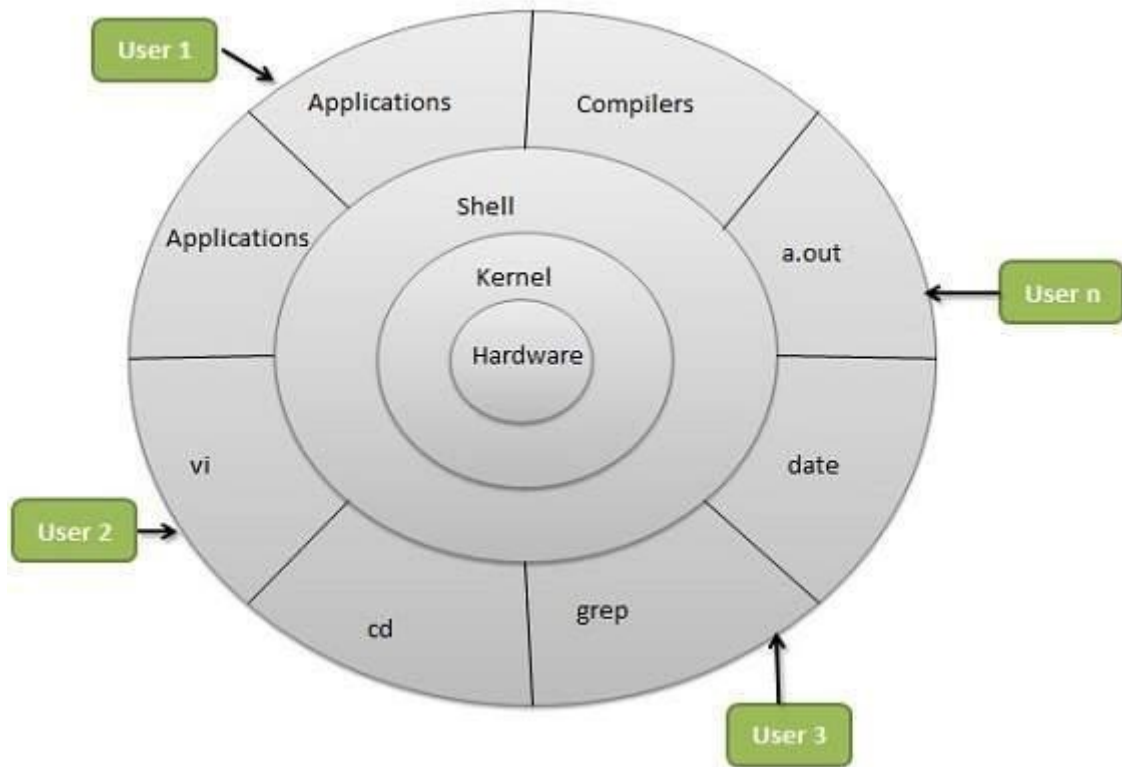 User 1
Applications
Compilers
Shell
Applications
a.out
Kernel
User n
Hardware
vi
date
User 2
grep
cd
User 3